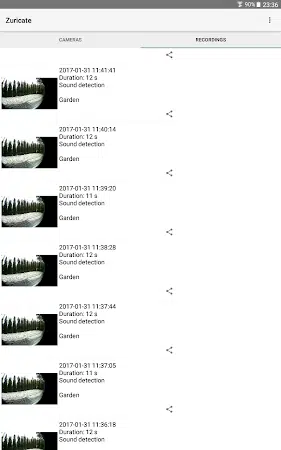 90% 23:36
Zuricate
CAMERAS
RECORDINGS
2017-01-31 11:41:41
Duration: 12 s
Sound detection
Garden
2017-01-31 11:40:14
Duration: 12 s
Sound detection
Garden
2017-01-31 11:39:20
Duration: 11 s
Sound detection
Garden
2017-01-31 11:38:28
Duration: 12 s
Sound detection
Garden
2017-01-31 11:37:44
Duration: 12 s
Sound detection
Garden
2017-01-31 11:37:05
Duration: 11 s
Sound detection
Garden
2017-01-31 11:36:18
Duration: 12 s
Sound detection